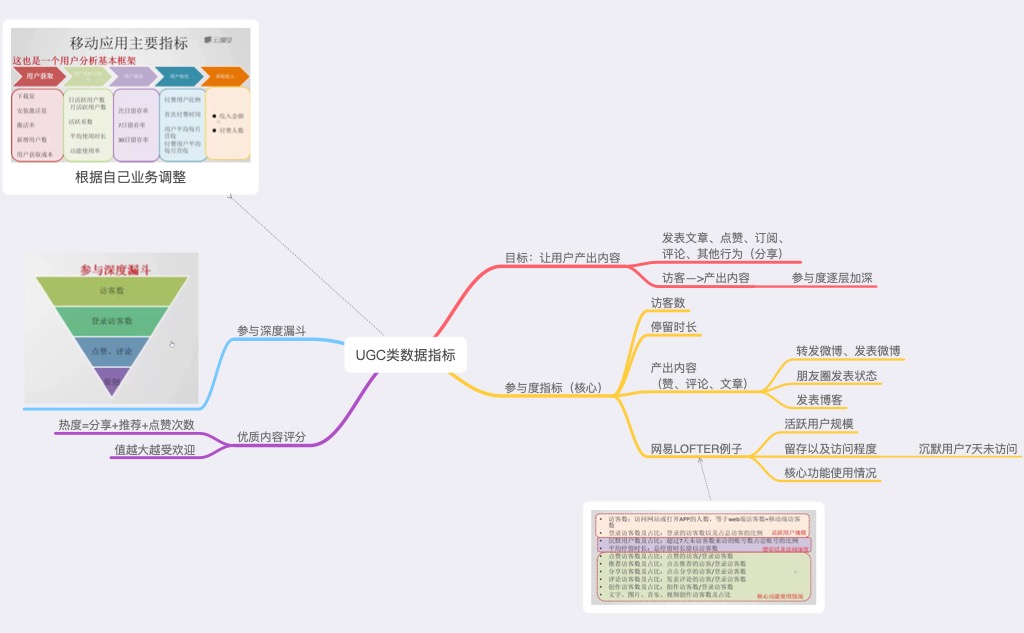 移动应用主要指标
这也是一个用户分析基本框架
用户获取
下载量
安装激活量
激活率
新增用户数
用户获取成本
日活跃用户数
月活跃用户数
活跃系数
平均使用时长
功能使用率
次日留存率
7日留存率
30日留存率
付费用户比例
首次付费时间
用户平均每月
营收
付费用户平均
每月营收
收入金额
付费人数
根据自己业务调整
参与深度漏斗
访客数
登录访客数
点赞、评论
参与深度漏斗
热度=分享+推荐+点赞次数
值越大越受欢迎
优质内容评分
UGC类数据指标
目标：让用户产出内容
发表文章、点赞、订阅、
评论、其他行为（分享）
访客—>产出内容
参与度逐层加深
参与度指标（核心）
访客数
停留时长
产出内容
（赞、评论、文章）
转发微博、发表微博
朋友圈发表状态
发表博客
网易LOFTER例子
活跃用户规模
留存以及访问程度
沉默用户7天未访问
核心功能使用情况
访客数：访问网站或打开APP的人数，等于web端访客数+移动端访客
数
登录访客数及占比：登录的访客数以及占总访客的比例
活跃用户规模
沉默用户数及占比：超过7天未访客数来访的账号数占总账号的比例
平均停留时长：总停留时长除以访客数
点赞访客数及占比：点赞的访客/登录访客数
推荐访客数及占比：点击推荐的访客/登录访客数
分享访客数及占比：点击分享的访客/登录访客数
评论访客数及占比：发表评论的访客/登录访客数
创作访客数及占比：创作访客数/登录访客数
文字、图片、音乐、视频创作访客数及占比
核心功能使用情况